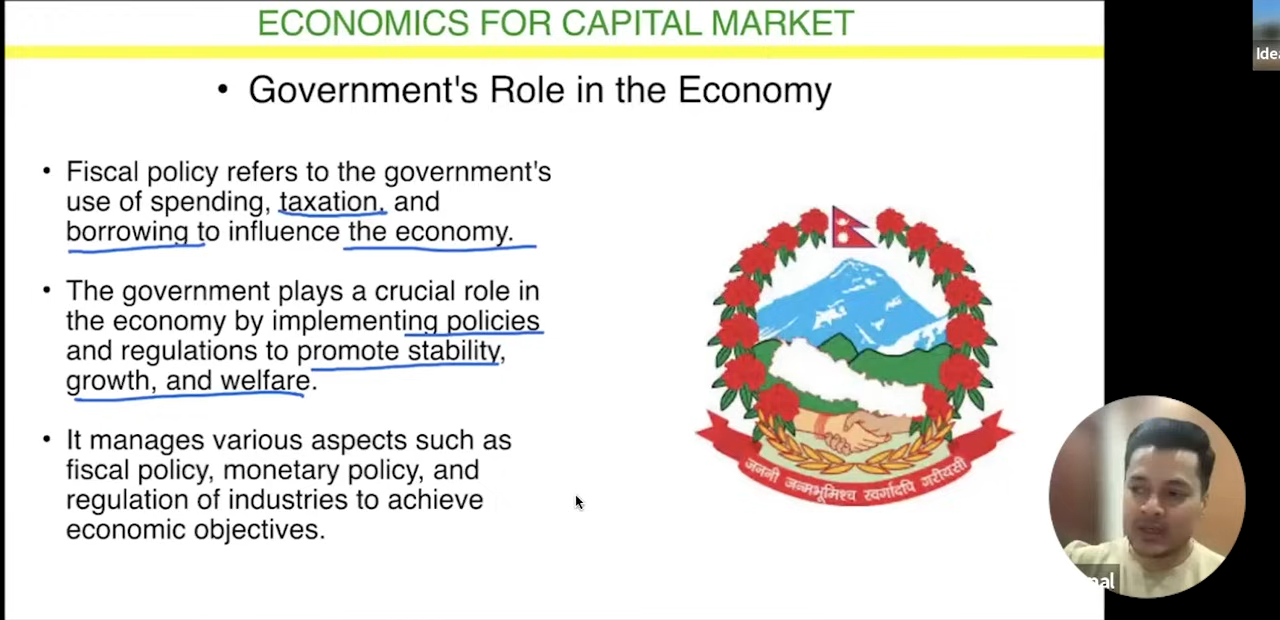 ECONOMICS FOR CAPITAL MARKET
• Government's Role in the Economy
• Fiscal policy refers to the government's
use of spending, taxation, and
borrowing to influence the economy.
• The government plays a crucial role in
the economy by implementing policies
and regulations to promote stability,
growth, and welfare.
• It manages various aspects such as
fiscal policy, monetary policy, and
regulation of industries to achieve
economic objectives.
जननी जन्मभूमिश्च स्वर्गादपि गरीयसी
Idea